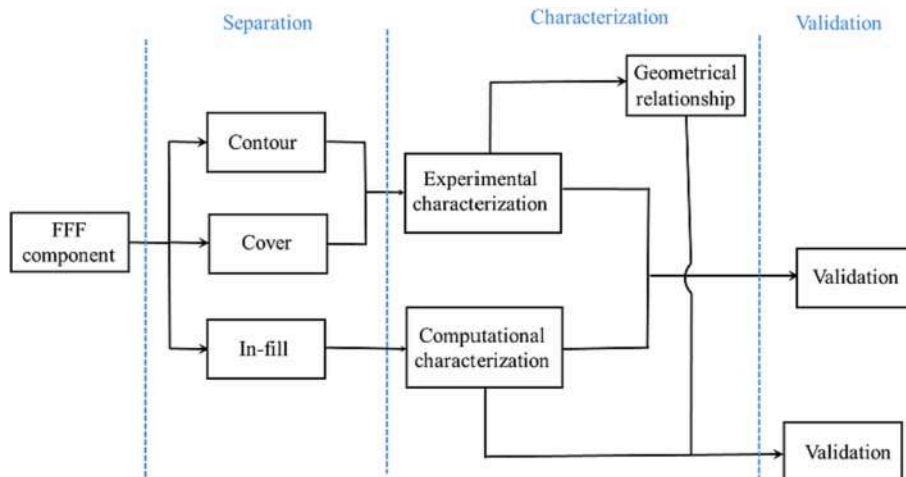 Separation
Characterization
Validation
Geometrical
relationship
Contour
Experimental
characterization
FFF
component
Cover
Validation
In-fill
Computational
characterization
Validation